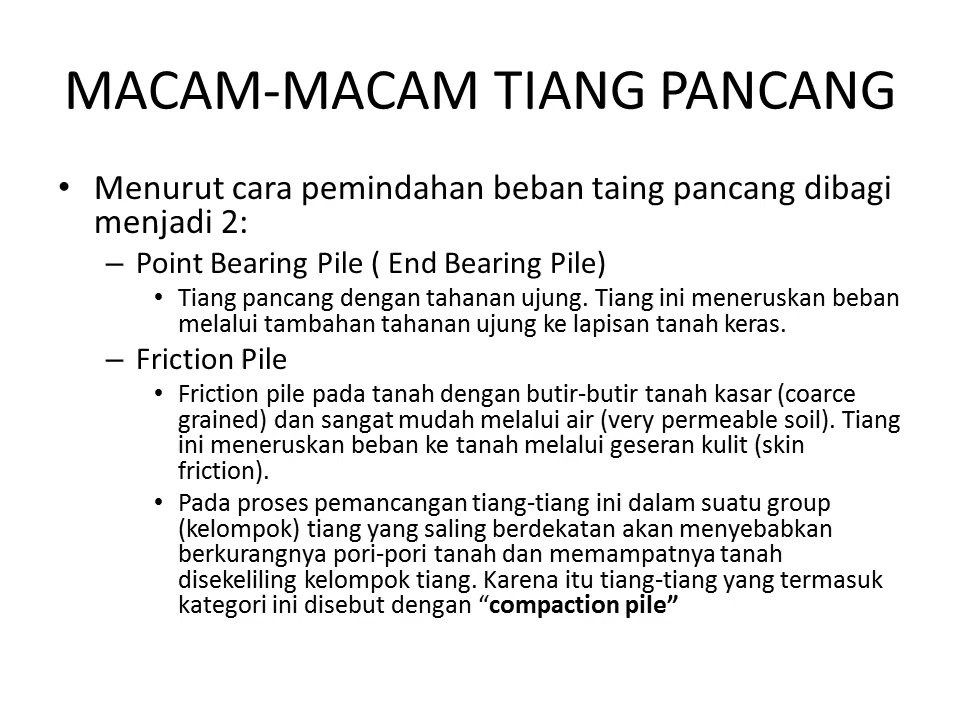 MACAM-MACAM TIANG PANCANG
• Menurut cara pemindahan beban taing pancang dibagi
menjadi 2:
– Point Bearing Pile ( End Bearing Pile)
• Tiang pancang dengan tahanan ujung. Tiang ini meneruskan beban
melalui tambahan tahanan ujung ke lapisan tanah keras.
– Friction Pile
• Friction pile pada tanah dengan butir-butir tanah kasar (coarce
grained) dan sangat mudah melalui air (very permeable soil). Tiang
ini meneruskan beban ke tanah melalui geseran kulit (skin
friction).
• Pada proses pemancangan tiang-tiang ini dalam suatu group
(kelompok) tiang yang saling berdekatan akan menyebabkan
berkurangnya pori-pori tanah dan memampatnya tanah
disekeliling kelompok tiang. Karena itu tiang-tiang yang termasuk
kategori ini disebut dengan “compaction pile”